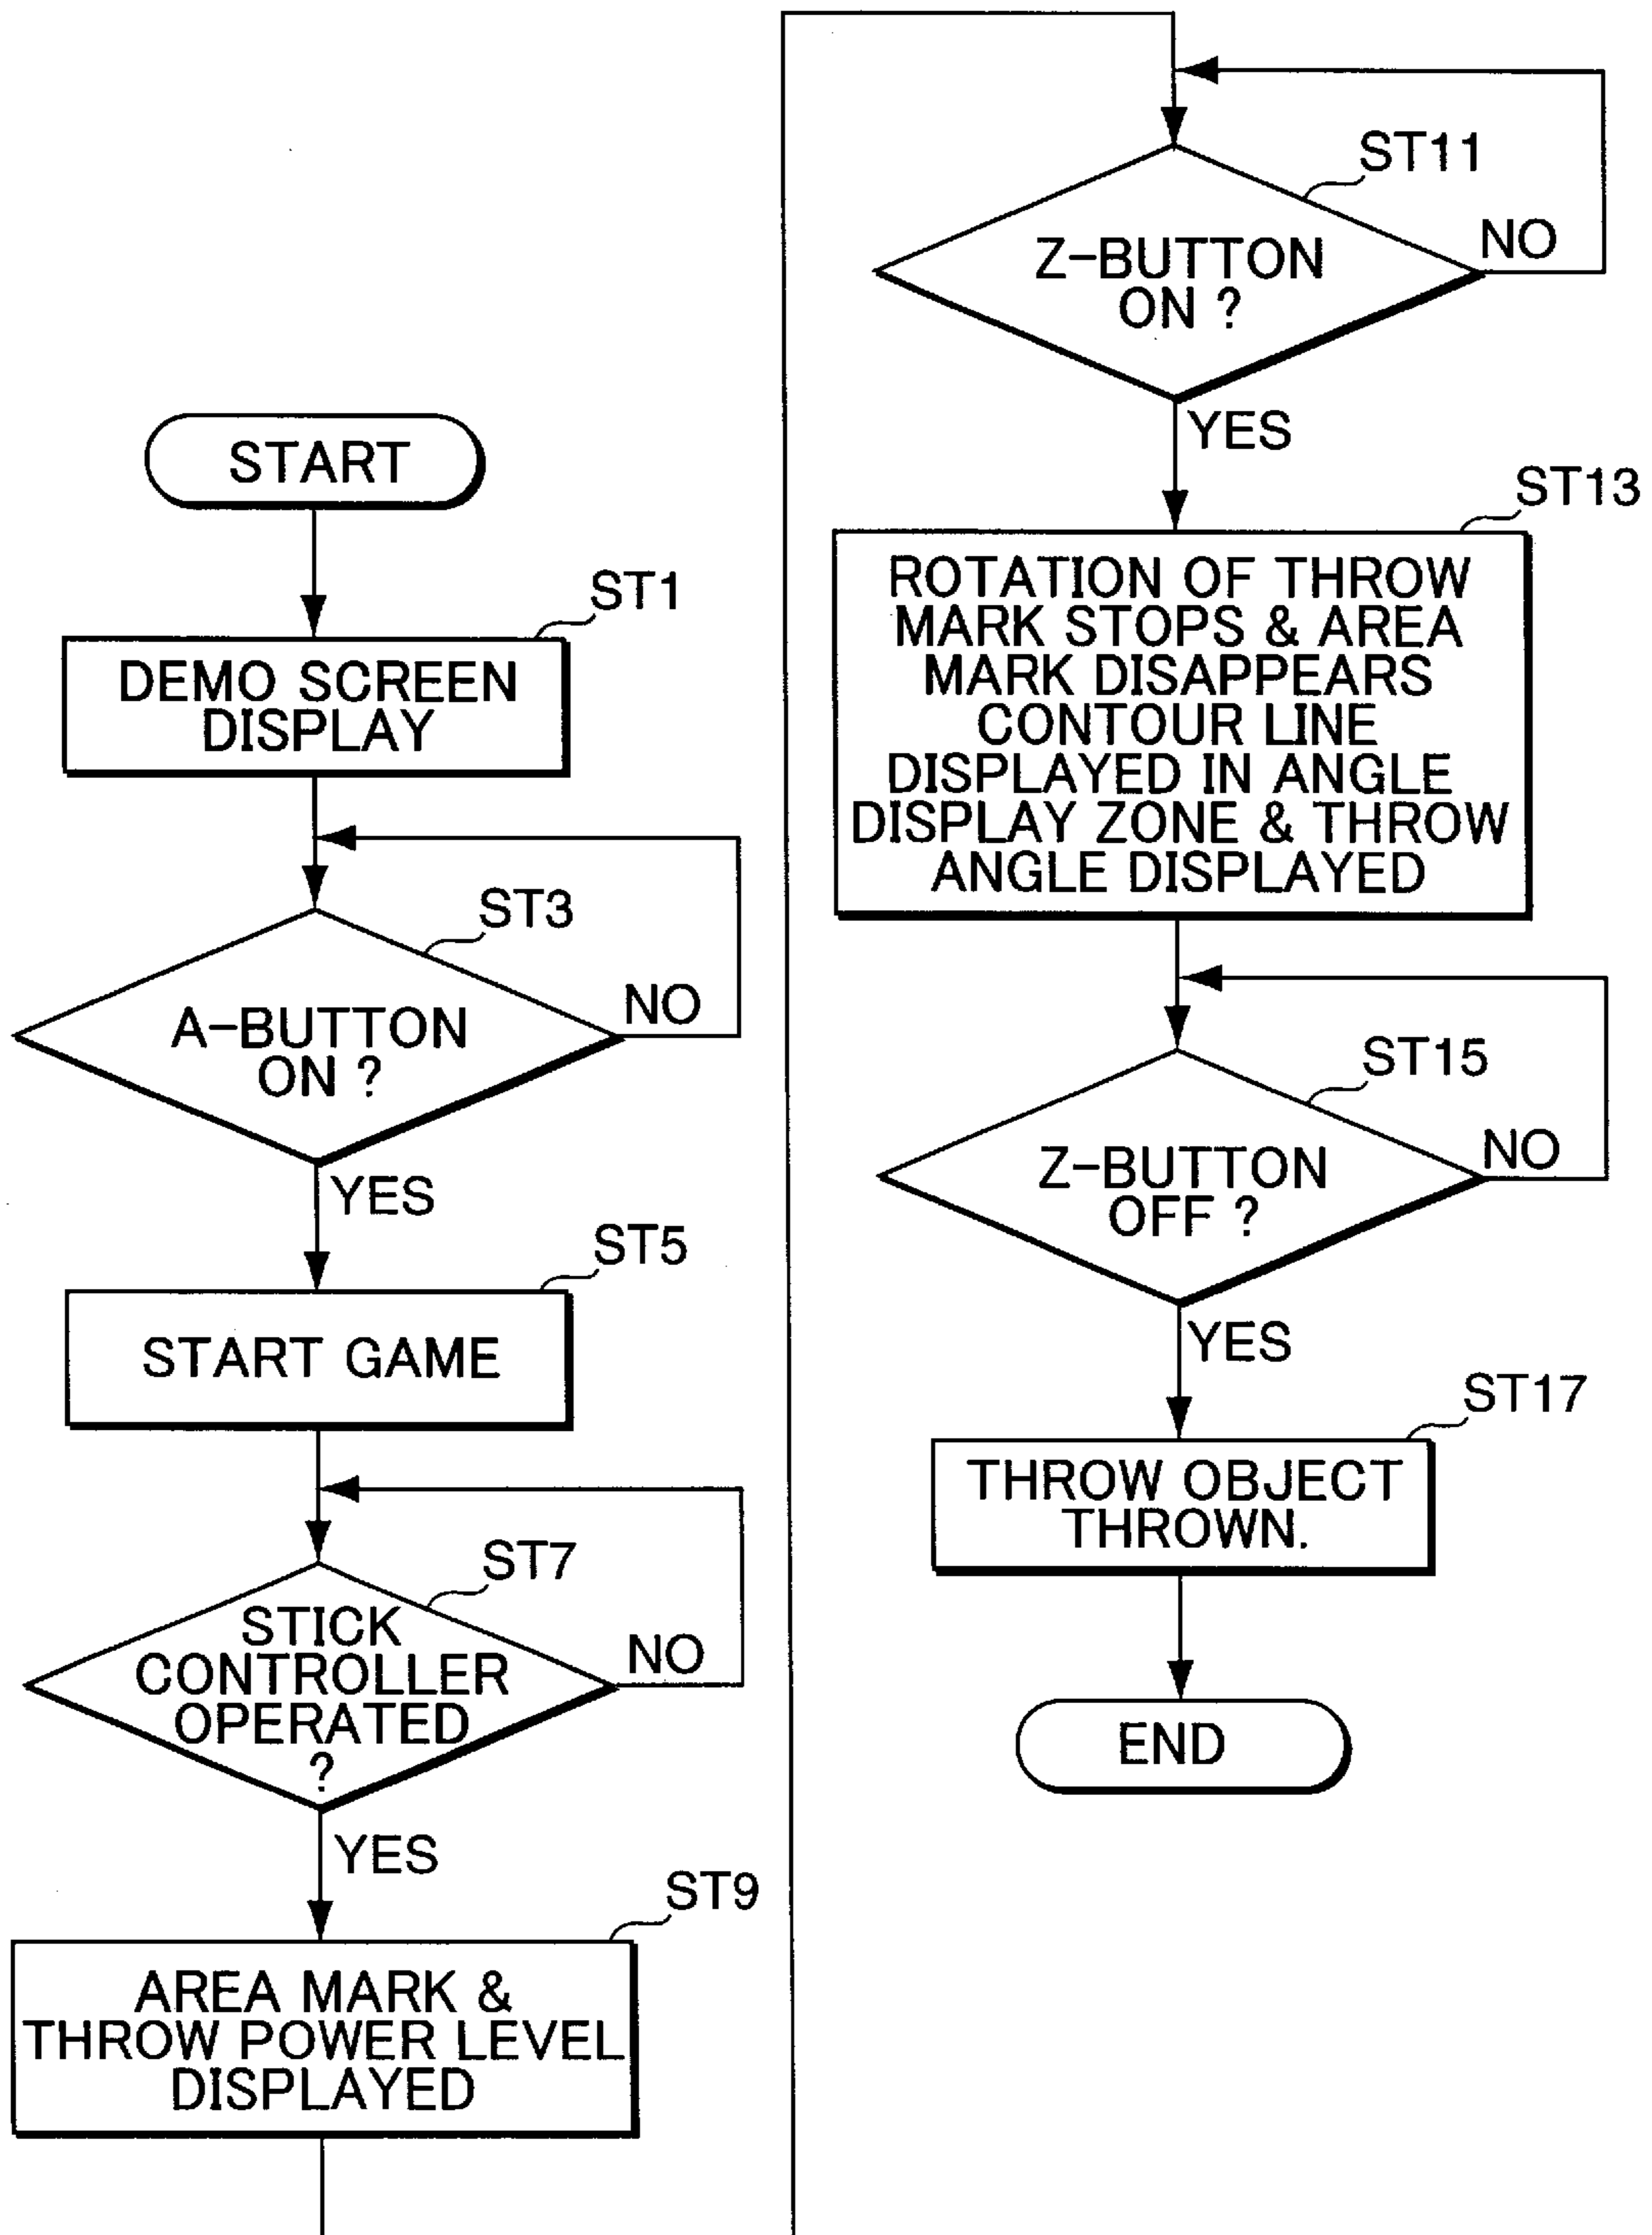 START
ST1
DEMO SCREEN
DISPLAY
ST3
A-BUTTON
ON ?
NO
YES
ST5
START GAME
ST7
STICK
CONTROLLER
OPERATED
?
NO
YES
ST9
AREA MARK &
THROW POWER LEVEL
DISPLAYED
ST11
Z-BUTTON
ON ?
NO
YES
ST13
ROTATION OF THROW
MARK STOPS & AREA
MARK DISAPPEARS
CONTOUR LINE
DISPLAYED IN ANGLE
DISPLAY ZONE & THROW
ANGLE DISPLAYED
ST15
Z-BUTTON
OFF ?
NO
YES
ST17
THROW OBJECT
THROWN.
END